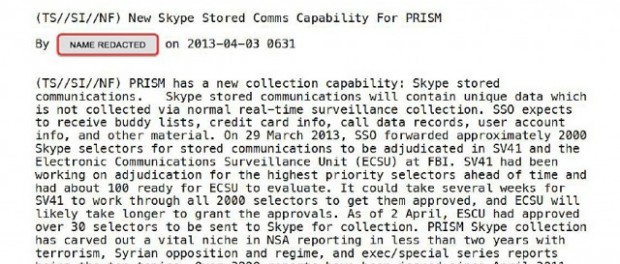 (TS//SI//NF) New Skype Stored Comms Capability For PRISM
By NAME REDACTED on 2013-04-03 0631
(TS//SI//NF) PRISM has a new collection capability: Skype stored
communications. Skype stored communications will contain unique data which
is not collected via normal real-time surveillance collection. SSO expects
to receive buddy lists, credit card info, call data records, user account
info, and other material. On 29 March 2013, SSO forwarded approximately 2000
Skype selectors for stored communications to be adjudicated in SV41 and the
Electronic Communications Surveillance Unit (ECSU) at FBI. SV41 had been
working on adjudication for the highest priority selectors ahead of time and
had about 100 ready for ECSU to evaluate. It could take several weeks for
SV41 to work through all 2000 selectors to get them approved, and ECSU will
likely take longer to grant the approvals. As of 2 April, ESCU had approved
over 30 selectors to be sent to Skype for collection. PRISM Skype collection
has carved out a vital niche in NSA reporting in less than two years with
terrorism, Syrian opposition and regime, and exec/special series reports